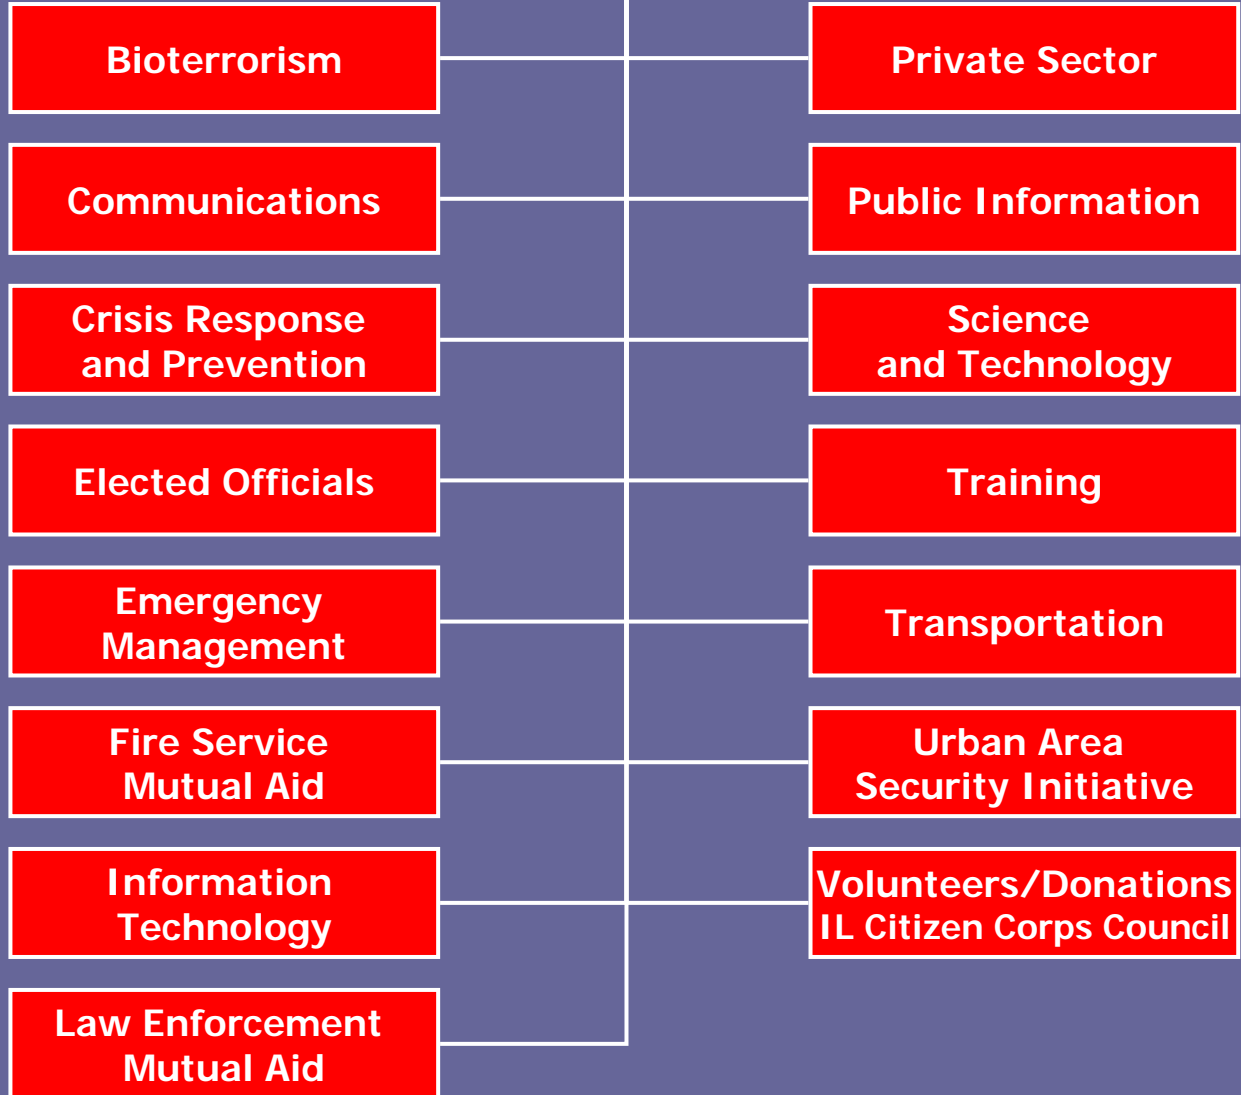 Bioterrorism
Private Sector
Communications
Public Information
Crisis Response
and Prevention
Science
and Technology
Elected Officials
Training
Emergency
Management
Transportation
Fire Service
Mutual Aid
Urban Area
Security Initiative
Information
Technology
Volunteers/Donations
IL Citizen Corps Council
Law Enforcement
Mutual Aid